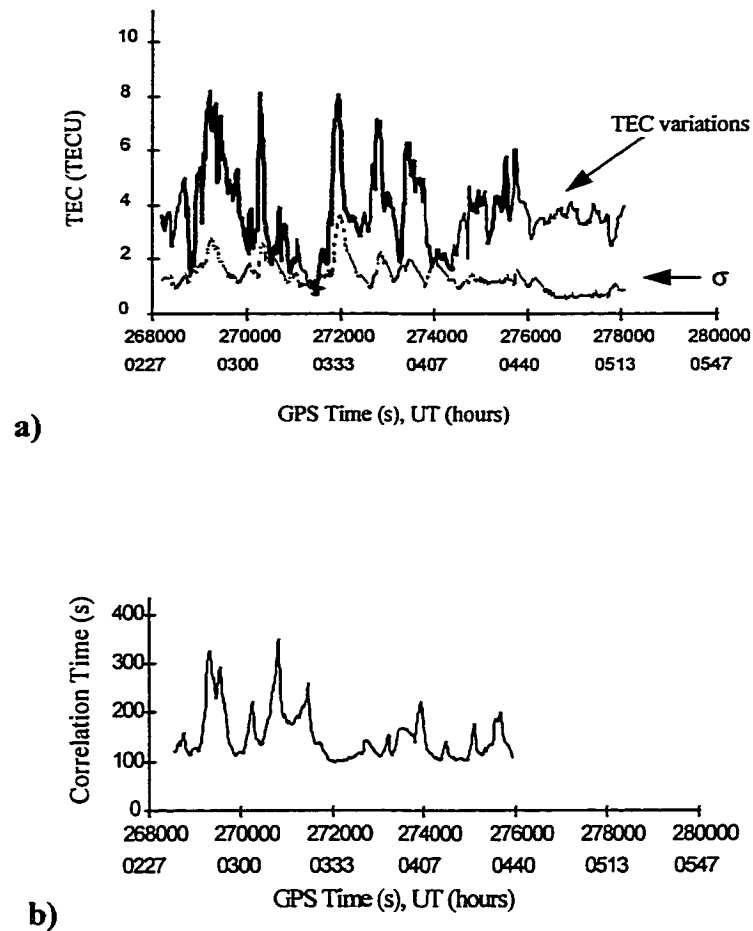 10
8
6
4
2
0
TEC (TECU)
TEC variations
σ
268000 270000 272000 274000 276000 278000 280000
0227 0300 0333 0407 0440 0513 0547
GPS Time (s), UT (hours)
a)
400
300
200
100
0
Correlation Time (s)
268000 270000 272000 274000 276000 278000 280000
0227 0300 0333 0407 0440 0513 0547
GPS Time (s), UT (hours)
b)